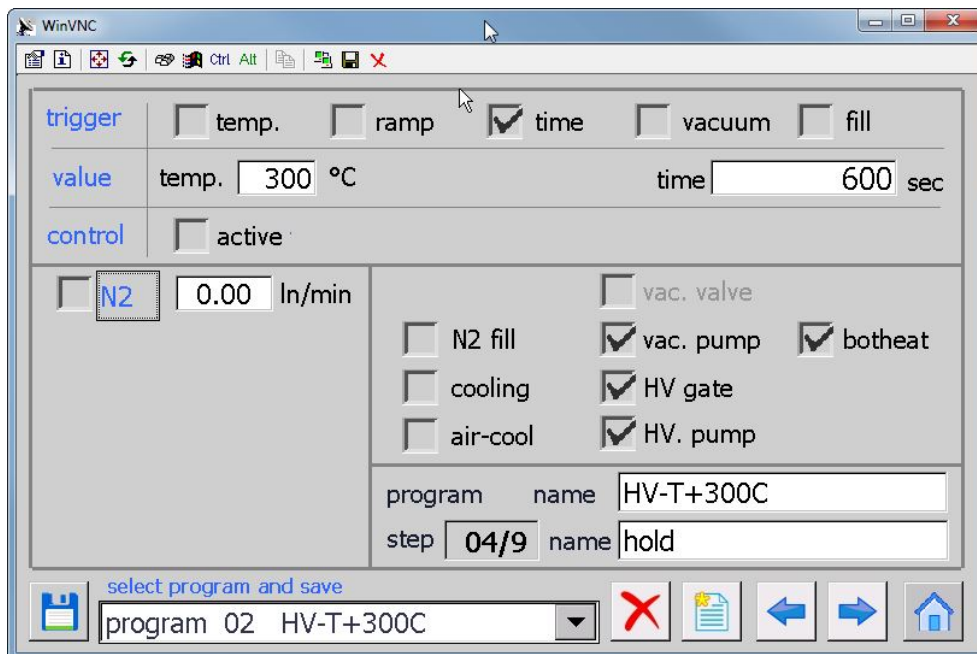 WinVNC
Ctrl Alt
trigger temp. ramp time vacuum fill
value temp. 300 °C time 600 sec
control active
N2 0.00 ln/min
vac. valve
N2 fill vac. pump botheat
cooling HV gate
air-cool HV. pump
program name HV-T+300C
step 04/9 name hold
select program and save
program 02 HV-T+300C